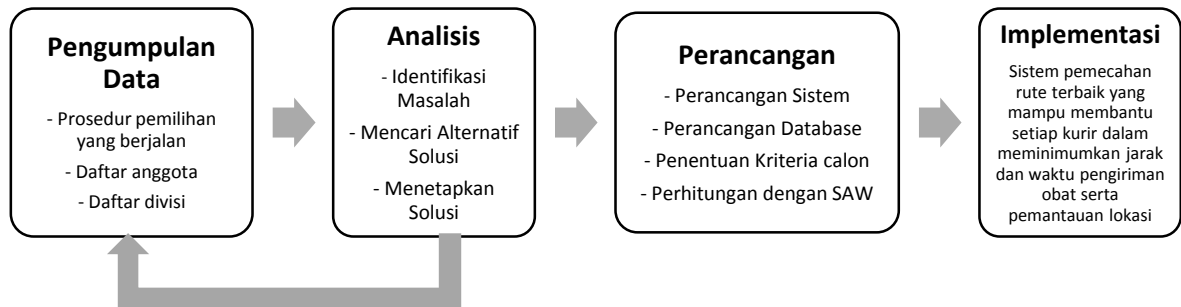 Pengumpulan
Data
- Prosedur pemilihan
yang berjalan
- Daftar anggota
- Daftar divisi
Analisis
- Identifikasi
Masalah
- Mencari Alternatif
Solusi
- Menetapkan
Solusi
Perancangan
- Perancangan Sistem
- Perancangan Database
- Penentuan Kriteria calon
- Perhitungan dengan SAW
Implementasi
Sistem pemecahan
rute terbaik yang
mampu membantu
setiap kurir dalam
meminimumkan jarak
dan waktu pengiriman
obat serta
pemantauan lokasi